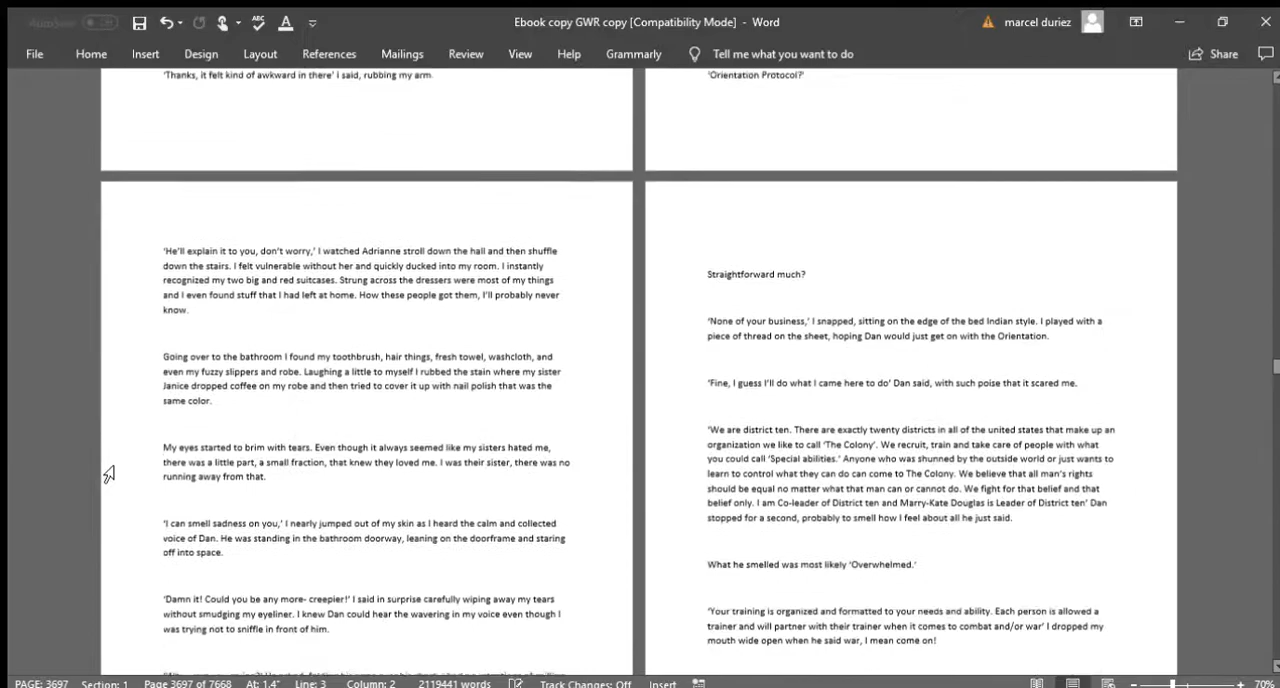 Ebook copy GWR copy [Compatibility Mode] - Word
marcel duriez
File Home Insert Design Layout References Mailings Review View Help Grammarly Tell me what you want to do Share
'Thanks, it felt kind of awkward in there' I said, rubbing my arm.
'He'll explain it to you, don't worry,' I watched Adrianne stroll down the hall and then shuffle
down the stairs. I felt vulnerable without her and quickly ducked into my room. I instantly
recognized my two big and red suitcases. Strung across the dressers were most of my things
and I even found stuff that I had left at home. How these people got them, I'll probably never
know.
Going over to the bathroom I found my toothbrush, hair things, fresh towel, washcloth, and
even my fuzzy slippers and robe. Laughing a little to myself I rubbed the stain where my sister
Janice dropped coffee on my robe and then tried to cover it up with nail polish that was the
same color.
My eyes started to brim with tears. Even though it always seemed like my sisters hated me,
there was a little part, a small fraction, that knew they loved me. I was their sister, there was no
running away from that.
'I can smell sadness on you,' I nearly jumped out of my skin as I heard the calm and collected
voice of Dan. He was standing in the bathroom doorway, leaning on the doorframe and staring
off into space.
'Damn it! Could you be any more- creepier!' I said in surprise carefully wiping away my tears
without smudging my eyeliner. I knew Dan could hear the wavering in my voice even though I
was trying not to sniffle in front of him.
'Orientation Protocol?'
Straightforward much?
'None of your business,' I snapped, sitting on the edge of the bed Indian style. I played with a
piece of thread on the sheet, hoping Dan would just get on with the Orientation.
'Fine, I guess I'll do what I came here to do' Dan said, with such poise that it scared me.
'We are district ten. There are exactly twenty districts in all of the united states that make up an
organization we like to call 'The Colony'. We recruit, train and take care of people with what
you could call 'Special abilities.' Anyone who was shunned by the outside world or just wants to
learn to control what they can do can come to The Colony. We believe that all man's rights
should be equal no matter what that man can or cannot do. We fight for that belief and that
belief only. I am Co-leader of District ten and Marry-Kate Douglas is Leader of District ten' Dan
stopped for a second, probably to smell how I feel about all he just said.
What he smelled was most likely 'Overwhelmed.'
'Your training is organized and formatted to your needs and ability. Each person is allowed a
trainer and will partner with their trainer when it comes to combat and/or war' I dropped my
mouth wide open when he said war, I mean come on!
PAGE: 3697 Section: 1 Page 3697 of 7668 At: 1.4" Line: 3 Column: 2 2119441 words Track Changes: Off Insert 70%